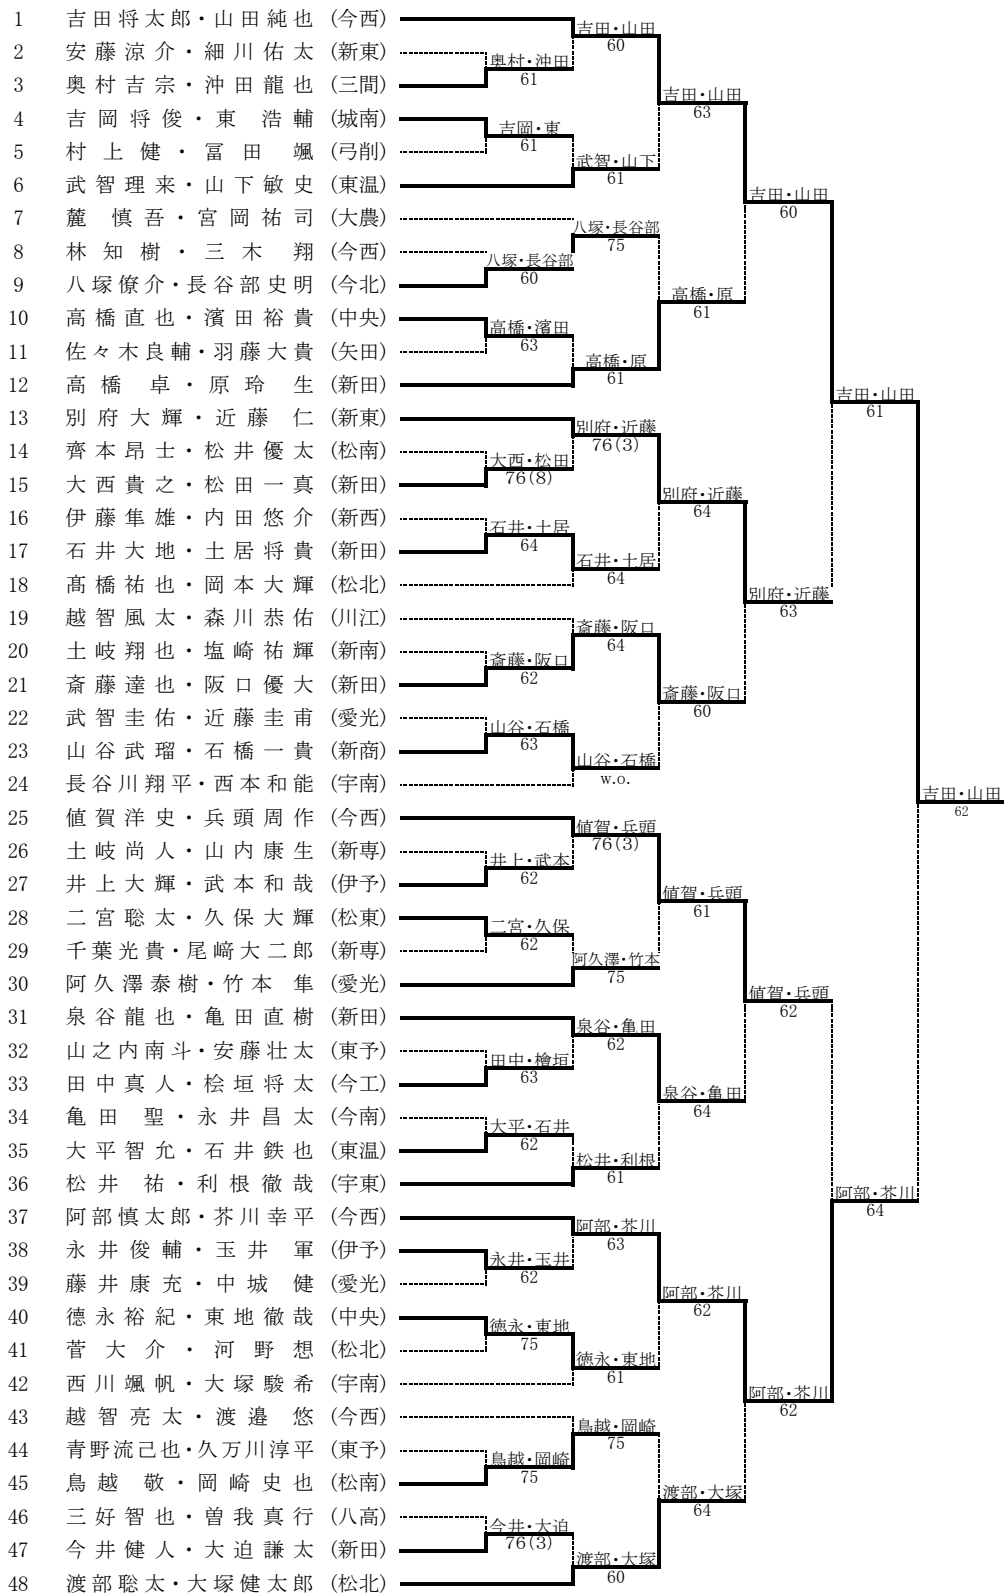 1 吉田将太郎・山田純也 (今西)
2 安藤涼介・細川佑太 (新東)
3 奥村吉宗・沖田龍也 (三間)
4 吉岡将俊・東 浩輔 (城南)
5 村上健・冨田 颯 (弓削)
6 武智理来・山下敏史 (東温)
7 麓 慎吾・宮岡祐司 (大農)
8 林知樹・三木 翔 (今西)
9 八塚僚介・長谷部史明 (今北)
10 高橋直也・濱田裕貴 (中央)
11 佐々木良輔・羽藤大貴 (矢田)
12 高橋 卓・原玲 生 (新田)
13 別府大輝・近藤 仁 (新東)
14 齊本昂士・松井優太 (松南)
15 大西貴之・松田一真 (新田)
16 伊藤隼雄・内田悠介 (新西)
17 石井大地・土居将貴 (新田)
18 髙橋祐也・岡本大輝 (松北)
19 越智風太・森川恭佑 (川江)
20 土岐翔也・塩崎祐輝 (新南)
21 斎藤達也・阪口優大 (新田)
22 武智圭佑・近藤圭甫 (愛光)
23 山谷武瑠・石橋一貴 (新商)
24 長谷川翔平・西本和能 (宇南)
25 値賀洋史・兵頭周作 (今西)
26 土岐尚人・山内康生 (新専)
27 井上大輝・武本和哉 (伊予)
28 二宮聡太・久保大輝 (松東)
29 千葉光貴・尾﨑大二郎 (新専)
30 阿久澤泰樹・竹本 隼 (愛光)
31 泉谷龍也・亀田直樹 (新田)
32 山之内南斗・安藤壮太 (東予)
33 田中真人・桧垣将太 (今工)
34 亀田 聖・永井昌太 (今南)
35 大平智允・石井鉄也 (東温)
36 松井 祐・利根徹哉 (宇東)
37 阿部慎太郎・芥川幸平 (今西)
38 永井俊輔・玉井 軍 (伊予)
39 藤井康充・中城 健 (愛光)
40 德永裕紀・東地徹哉 (中央)
41 菅大介・河野想 (松北)
42 西川颯帆・大塚駿希 (宇南)
43 越智亮太・渡邉 悠 (今西)
44 青野流己也・久万川淳平 (東予)
45 鳥越 敬・岡崎史也 (松南)
46 三好智也・曽我真行 (八高)
47 今井健人・大迫謙太 (新田)
48 渡部聡太・大塚健太郎 (松北)
奥村・沖田
61
吉岡・東
61
八塚・長谷部
60
高橋・濱田
63
大西・松田
76(8)
石井・土居
64
斎藤・阪口
62
山谷・石橋
63
井上・武本
62
二宮・久保
62
田中・檜垣
63
大平・石井
62
永井・玉井
62
徳永・東地
75
鳥越・岡崎
75
今井・大迫
76(3)
吉田・山田
60
武智・山下
61
八塚・長谷部
75
高橋・原
61
別府・近藤
76(3)
石井・土居
64
斎藤・阪口
64
山谷・石橋
w.o.
値賀・兵頭
76(3)
阿久澤・竹本
75
泉谷・亀田
62
松井・利根
61
阿部・芥川
63
徳永・東地
61
鳥越・岡崎
75
渡部・大塚
60
吉田・山田
63
高橋・原
61
別府・近藤
64
斎藤・阪口
60
値賀・兵頭
61
泉谷・亀田
64
阿部・芥川
62
渡部・大塚
64
吉田・山田
60
別府・近藤
63
値賀・兵頭
62
阿部・芥川
62
吉田・山田
61
阿部・芥川
64
吉田・山田
62